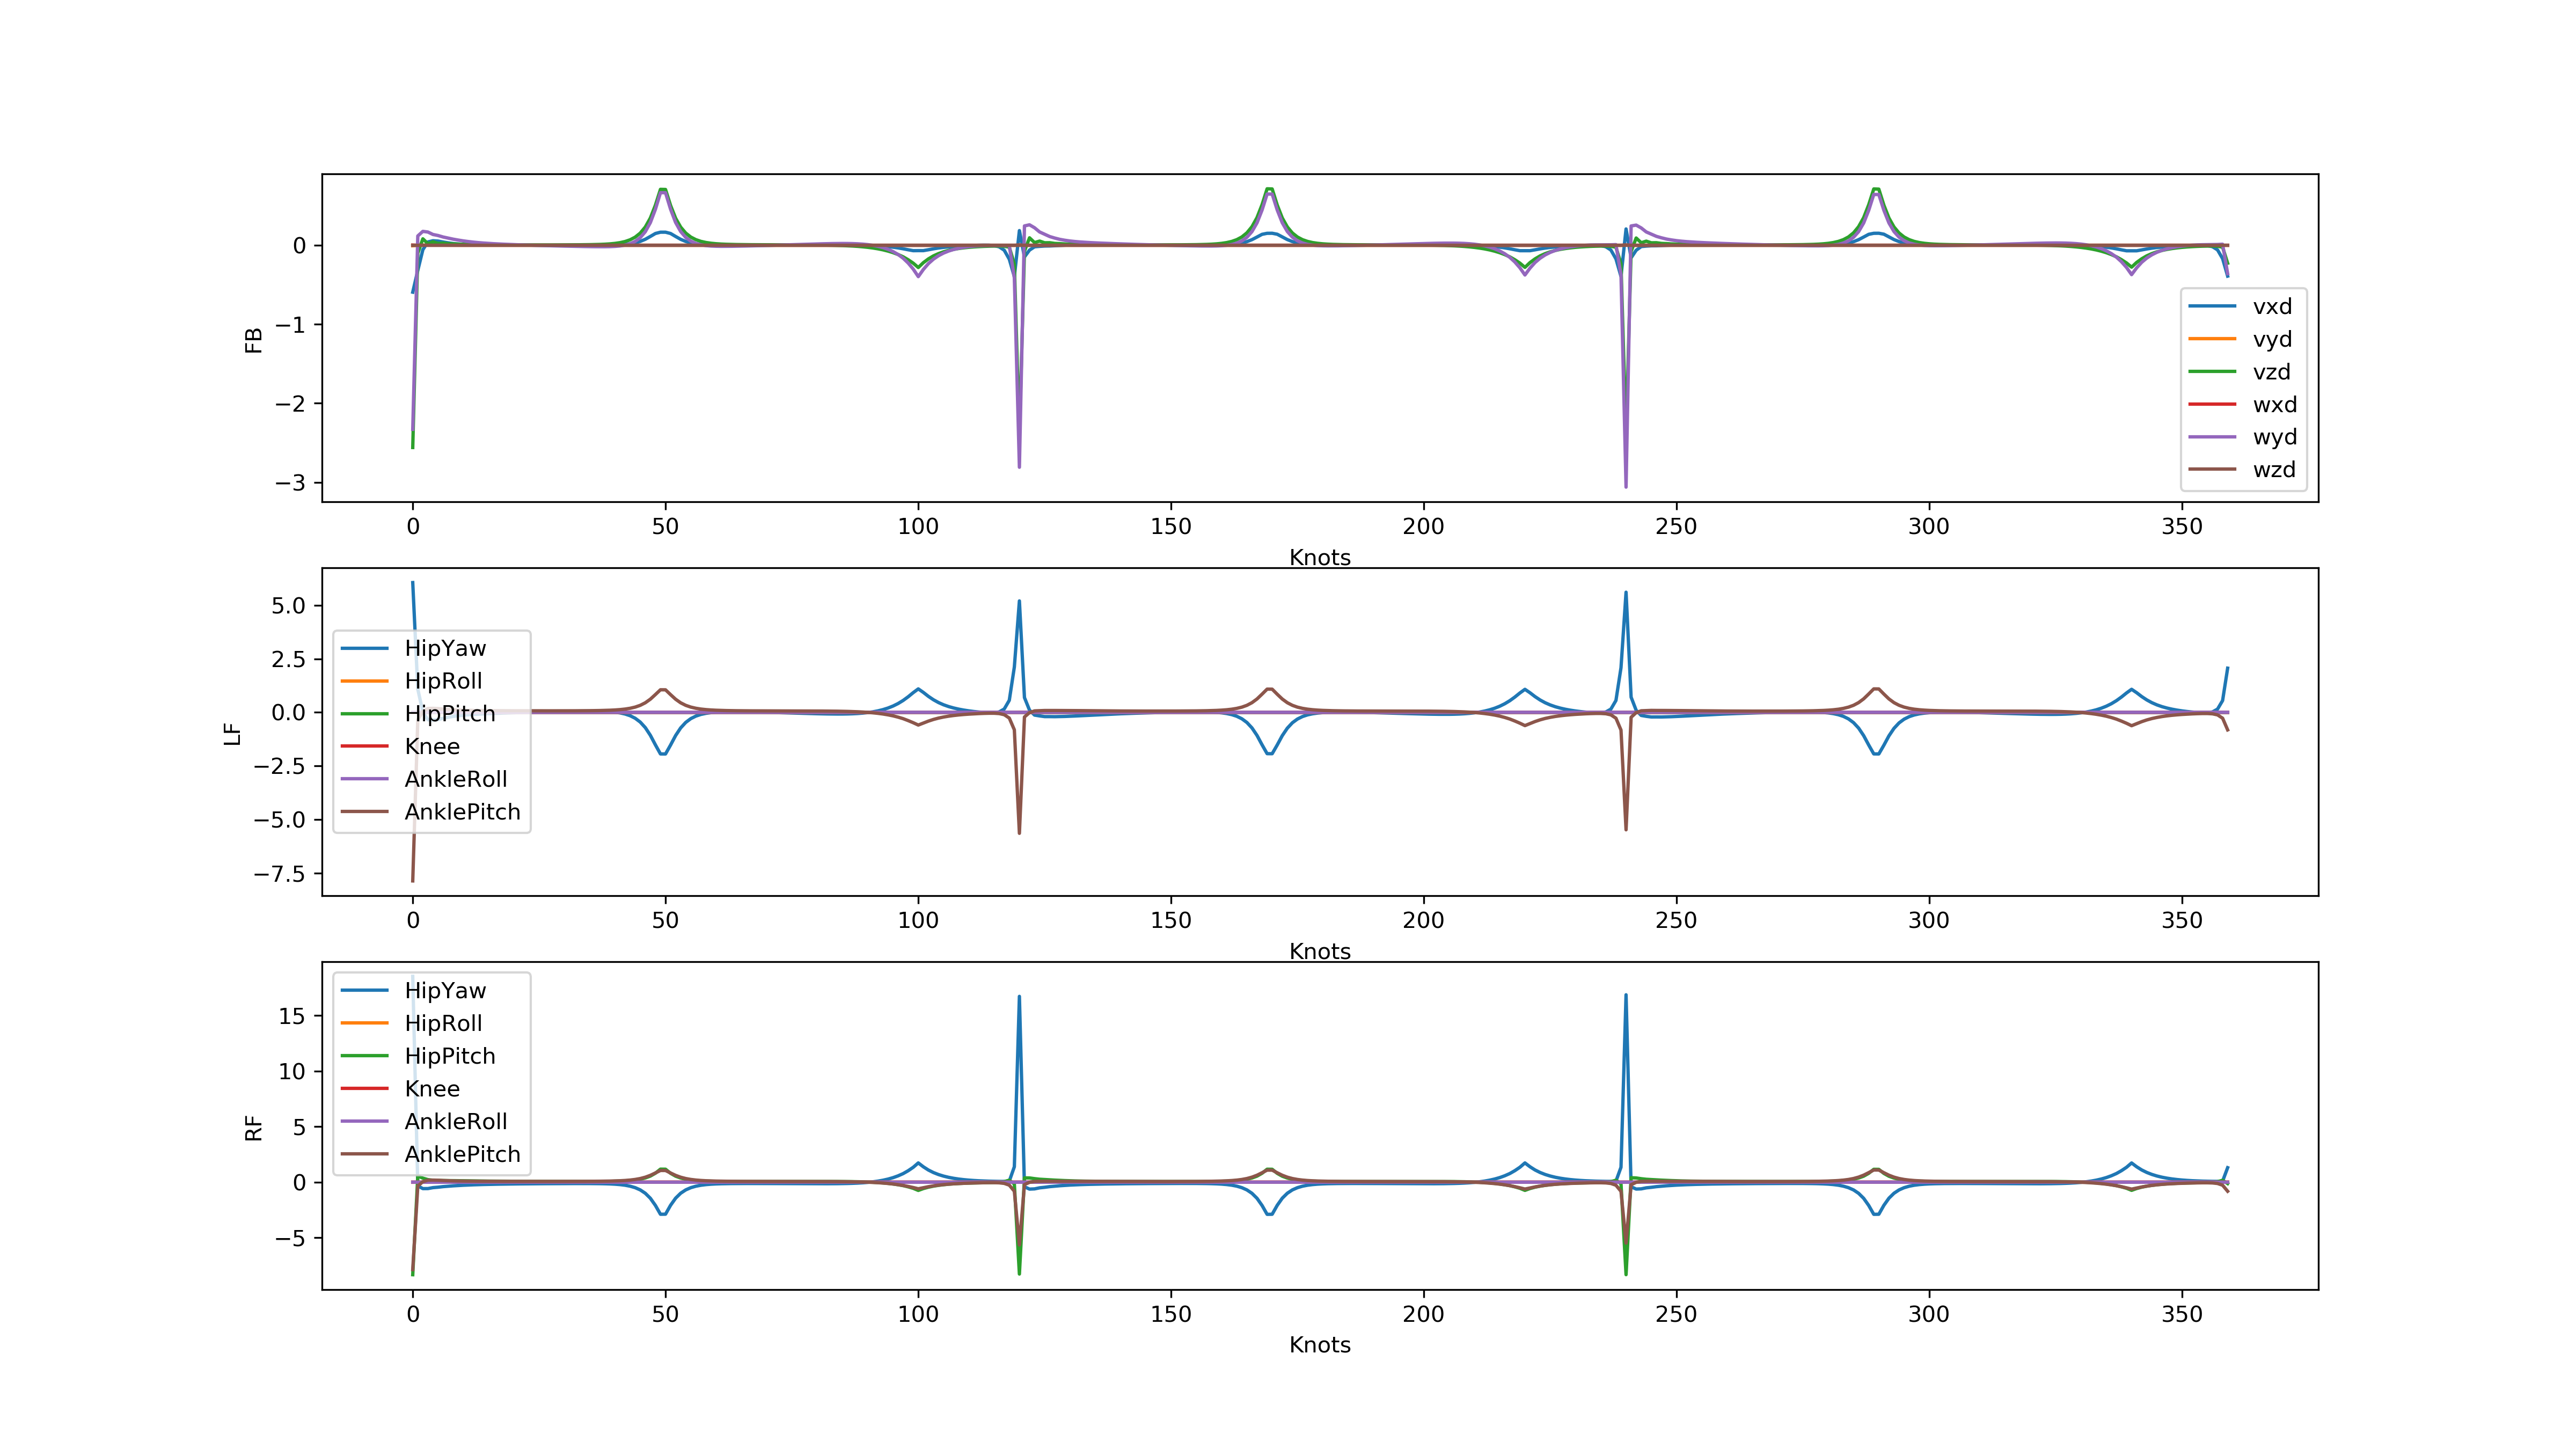 FB
0
−1
−2
−3
vxd
vyd
vzd
wxd
wyd
wzd
0 50 100 150 200 250 300 350
Knots
LF
5.0
2.5
0.0
−2.5
−5.0
−7.5
HipYaw
HipRoll
HipPitch
Knee
AnkleRoll
AnklePitch
0 50 100 150 200 250 300 350
Knots
RF
15
10
5
0
−5
HipYaw
HipRoll
HipPitch
Knee
AnkleRoll
AnklePitch
0 50 100 150 200 250 300 350
Knots